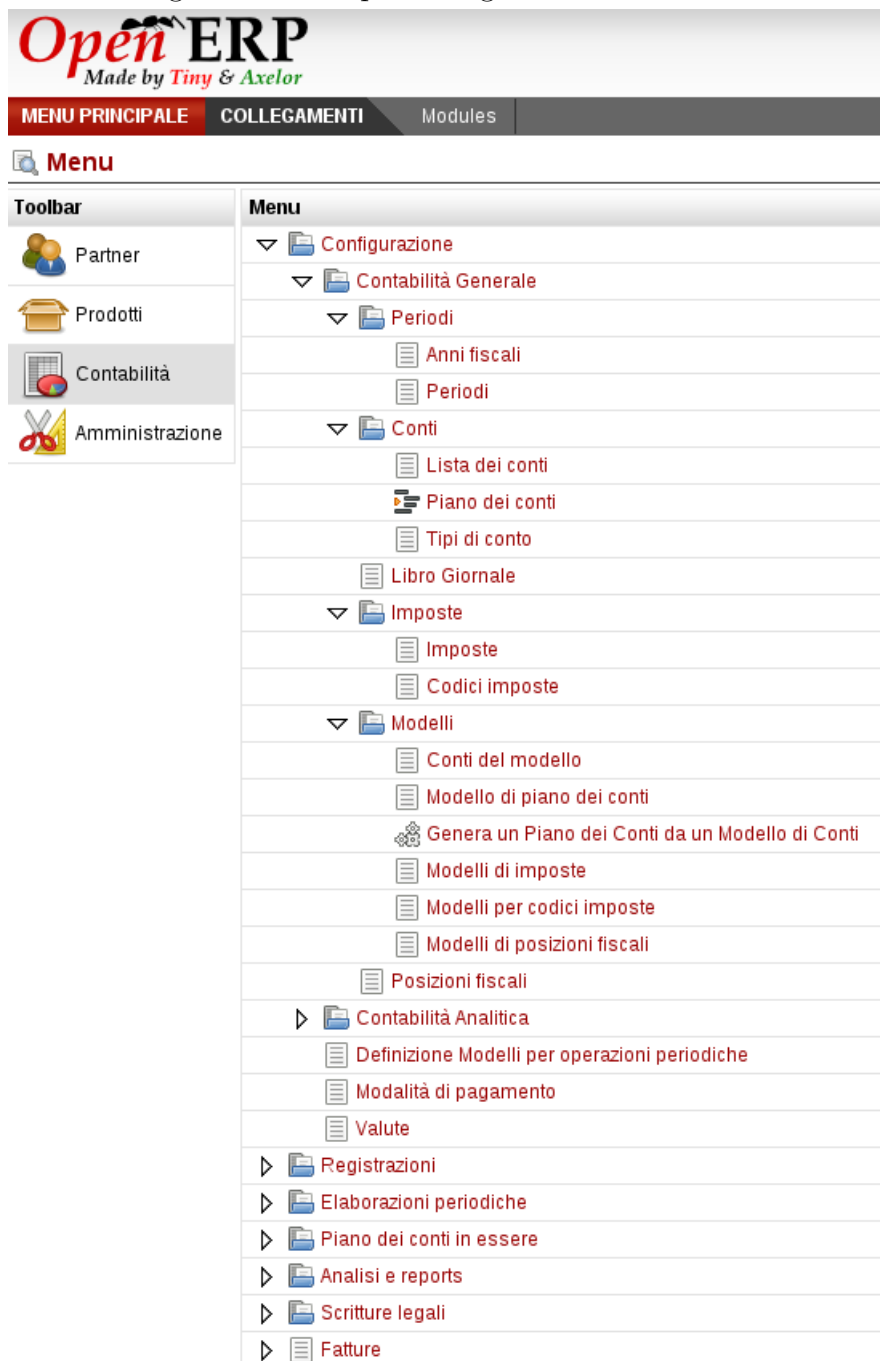 Open ERP
Made by Tiny & Axelor
MENU PRINCIPALE COLLEGAMENTI Modules
Menu
Toolbar
Partner
Prodotti
Contabilità
Amministrazione
Menu
Configurazione
Contabilità Generale
Periodi
Anni fiscali
Periodi
Conti
Lista dei conti
Piano dei conti
Tipi di conto
Libro Giornale
Imposte
Imposte
Codici imposte
Modelli
Conti del modello
Modello di piano dei conti
Genera un Piano dei Conti da un Modello di Conti
Modelli di imposte
Modelli per codici imposte
Modelli di posizioni fiscali
Posizioni fiscali
Contabilità Analitica
Definizione Modelli per operazioni periodiche
Modalità di pagamento
Valute
Registrazioni
Elaborazioni periodiche
Piano dei conti in essere
Analisi e reports
Scritture legali
Fatture